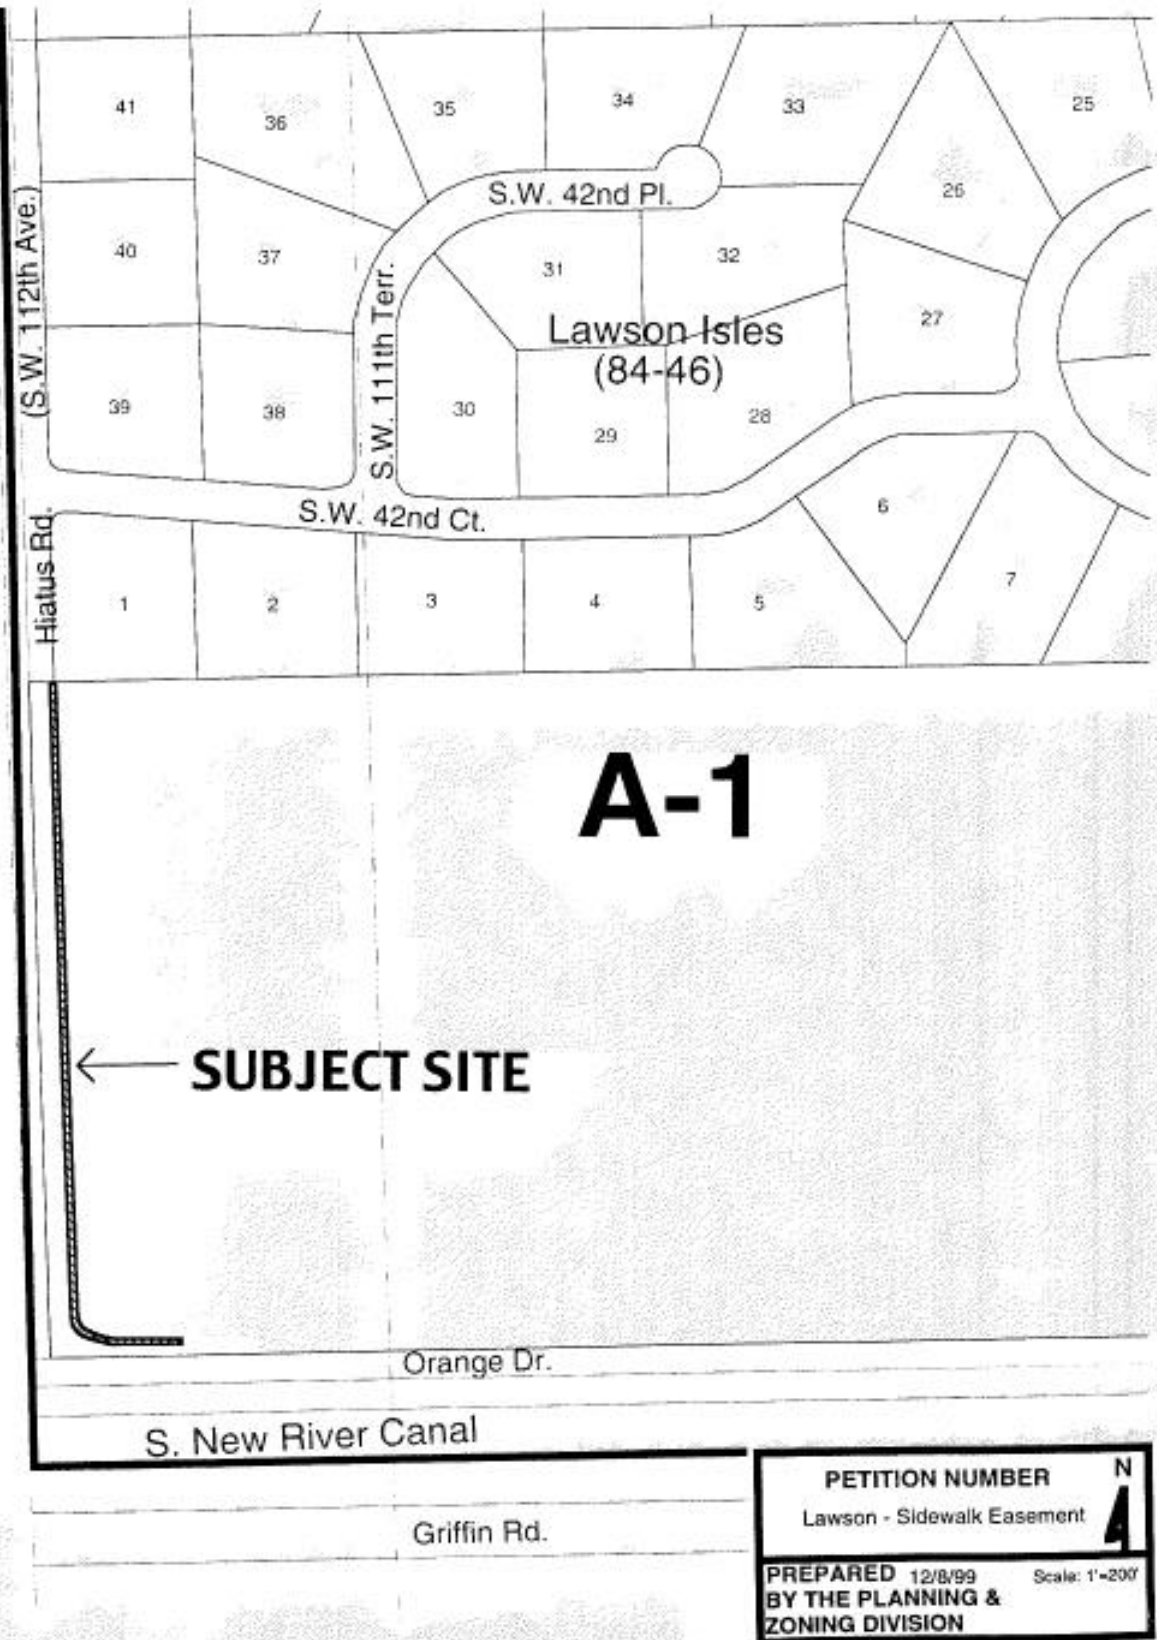 41
36
35
34
33
25
S.W. 42nd Pl.
26
(S.W. 112th Ave.)
40
37
31
32
S.W. 111th Terr.
27
Lawson Isles
(84-46)
39
38
30
29
28
S.W. 42nd Ct.
6
Hiatus Rd.
1
2
3
4
5
7
A-1
SUBJECT SITE
Orange Dr.
S. New River Canal
Griffin Rd.
PETITION NUMBER
N
Lawson - Sidewalk Easement
PREPARED 12/8/99
Scale: 1'=200'
BY THE PLANNING &
ZONING DIVISION